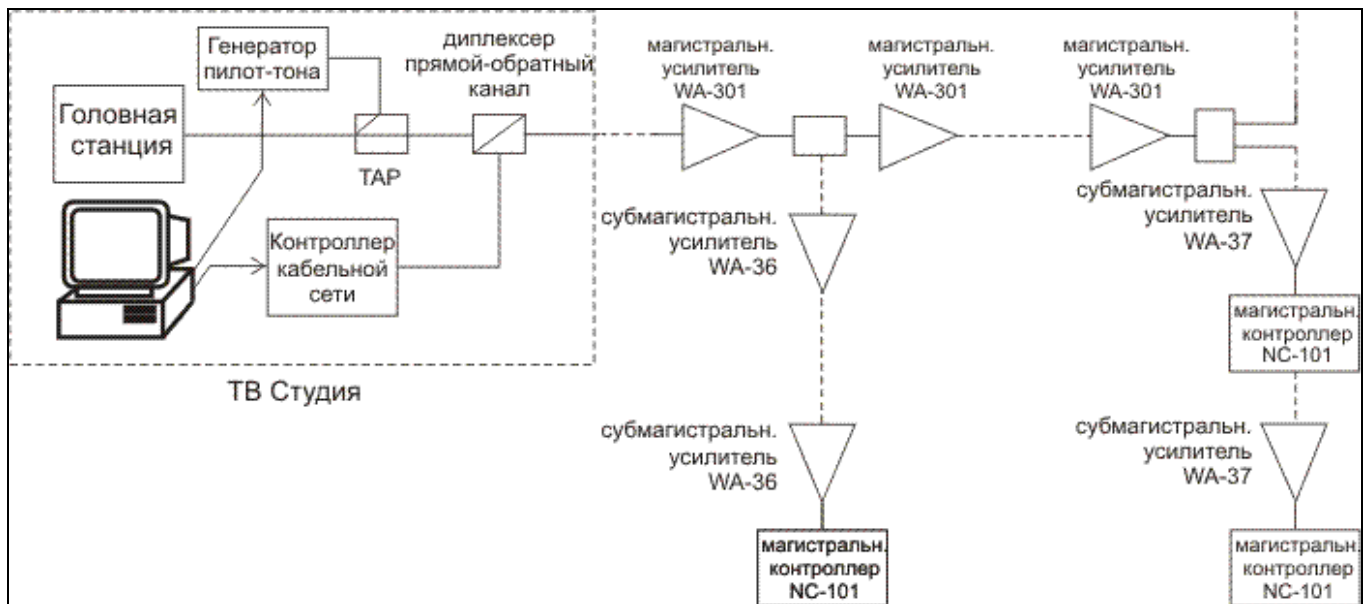 Генератор
пилот-тона
диплексер
прямой-обратный
канал
Головная
станция
TAP
Контроллер
кабельной
сети
ТВ Студия
магистральн.
усилитель
WA-301
магистральн.
усилитель
WA-301
магистральн.
усилитель
WA-301
субмагистральн.
усилитель
WA-36
субмагистральн.
усилитель
WA-37
магистральн.
контроллер
NC-101
субмагистральн.
усилитель
WA-36
субмагистральн.
усилитель
WA-37
магистральн.
контроллер
NC-101
магистральн.
контроллер
NC-101